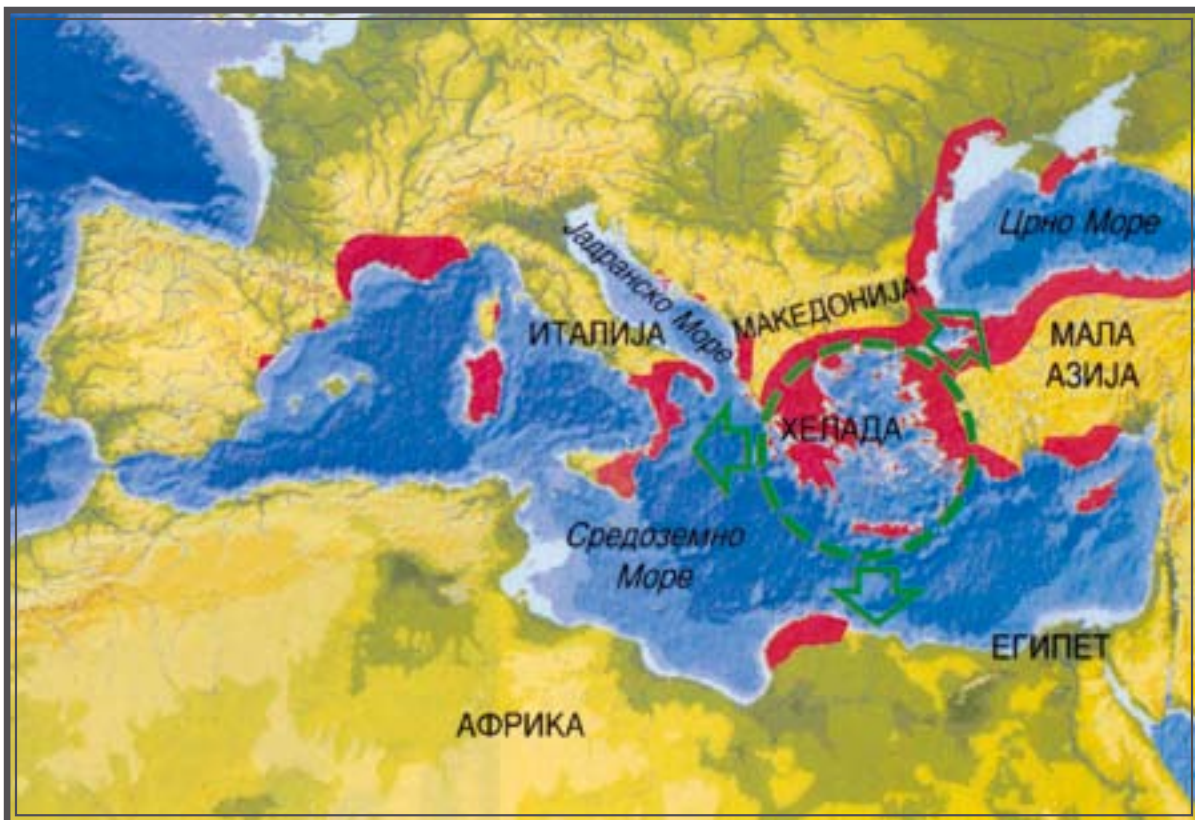 Црно Море
Јадранско Море
МАКЕДОНИЈА
ИТАЛИЈА
МАЛА
АЗИЈА
ХЕЛАДА
Средоземно
Море
ЕГИПЕТ
АФРИКА